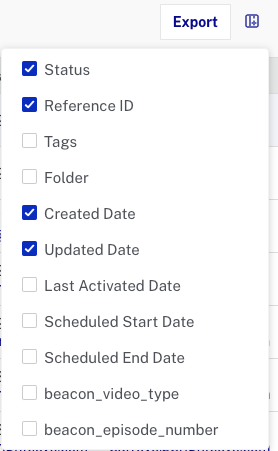 Export
Status
Reference ID
Tags
Folder
Created Date
Updated Date
Last Activated Date
Scheduled Start Date
Scheduled End Date
beacon_video_type
beacon_episode_number